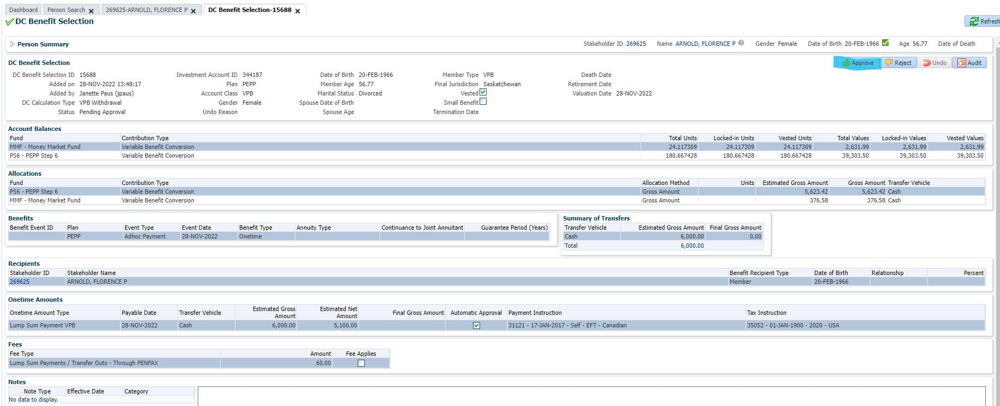 Dashboard Person Search 269625-ARNOLD, FLORENCE P DC Benefit Selection-15688
DC Benefit Selection Refresh
Person Summary Stakeholder ID 269625 Name ARNOLD, FLORENCE P Gender Female Date of Birth 20-FEB-1966 Age 56.77 Date of Death
DC Benefit Selection Approve Reject Undo Audit
DC Benefit Selection ID 15688 Investment Account ID 344187 Date of Birth 20-FEB-1966 Member Type VPB Death Date
Added on 28-NOV-2022 13:48:17 Plan PEPP Member Age 56.77 Final Jurisdiction Saskatchewan Retirement Date
Added by Janette Paus (jpaus) Account Class VPB Marital Status Divorced Vested Valuation Date 28-NOV-2022
DC Calculation Type VPB Withdrawal Gender Female Spouse Date of Birth Small Benefit
Status Pending Approval Undo Reason Spouse Age Termination Date
Account Balances
Fund Contribution Type Total Units Locked-in Units Vested Units Total Values Locked-in Values Vested Values
MMF - Money Market Fund Variable Benefit Conversion 24.117309 24.117309 24.117309 2,631.99 2,631.99 2,631.99
PS6 - PEPP Step 6 Variable Benefit Conversion 180.667428 180.667428 180.667428 39,303.50 39,303.50 39,303.50
Allocations
Fund Contribution Type Allocation Method Units Estimated Gross Amount Gross Amount Transfer Vehicle
PS6 - PEPP Step 6 Variable Benefit Conversion Gross Amount 5,623.42 5,623.42 Cash
MMF - Money Market Fund Variable Benefit Conversion Gross Amount 376.58 376.58 Cash
Benefits
Benefit Event ID Plan Event Type Event Date Benefit Type Annuity Type Continuance to Joint Annuitant Guarantee Period (Years)
PEPP Adhoc Payment 28-NOV-2022 Onetime
Summary of Transfers
Transfer Vehicle Estimated Gross Amount Final Gross Amount
Cash 6,000.00 0.00
Total 6,000.00
Recipients
Stakeholder ID Stakeholder Name Benefit Recipient Type Date of Birth Relationship Percent
269625 ARNOLD, FLORENCE P Member 20-FEB-1966
Onetime Amounts
Onetime Amount Type Payable Date Transfer Vehicle Estimated Gross Amount Estimated Net Amount Final Gross Amount Automatic Approval Payment Instruction Tax Instruction
Lump Sum Payment VPB 28-NOV-2022 Cash 6,000.00 5,100.00 31121 - 17-JAN-2017 - Self - EFT - Canadian 35052 - 01-JAN-1900 - 2020 - USA
Fees
Fee Type Amount Fee Applies
Lump Sum Payments / Transfer Outs - Through PENFAX 60.00
Notes
Note Type Effective Date Category
No data to display.